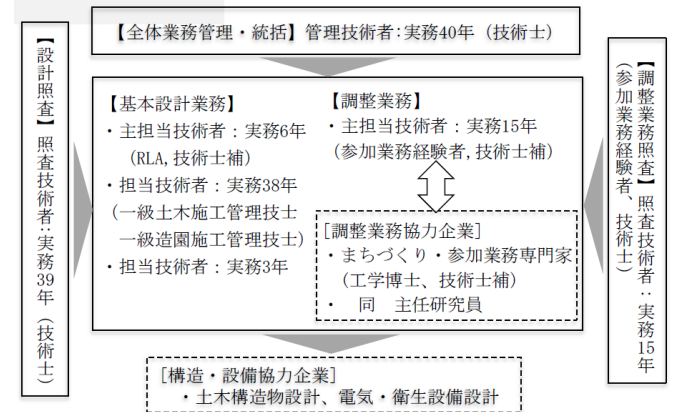 【全体業務管理・統括】管理技術者:実務40年（技術士）
【設計照査】照査技術者:実務39年（技術士）
【基本設計業務】
・主担当技術者：実務6年
（RLA,技術士補）
・担当技術者：実務38年
（一級土木施工管理技士
一級造園施工管理技士）
・担当技術者：実務3年
【調整業務】
・主担当技術者：実務15年
（参加業務経験者,技術士補）
[調整業務協力企業]
・まちづくり・参加業務専門家
（工学博士、技術士補）
・　同　主任研究員
【調整業務照査】照査技術者:実務15年
（参加業務経験者、技術士）
[構造・設備協力企業]
・土木構造物設計、電気・衛生設備設計